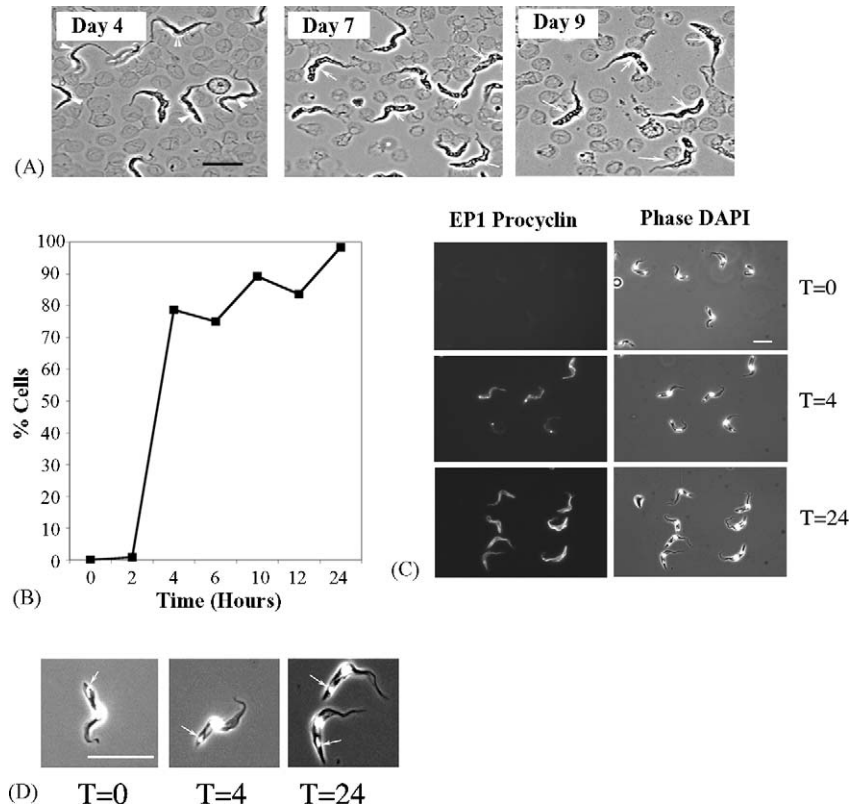 Day 4
Day 7
Day 9
(A)
EP1 Procyclin
Phase DAPI
100
90
80
70
60
50
40
30
20
10
0
% Cells
0 2 4 6 10 12 24
Time (Hours)
(B)
T=0
T=4
T=24
(C)
(D)
T=0
T=4
T=24